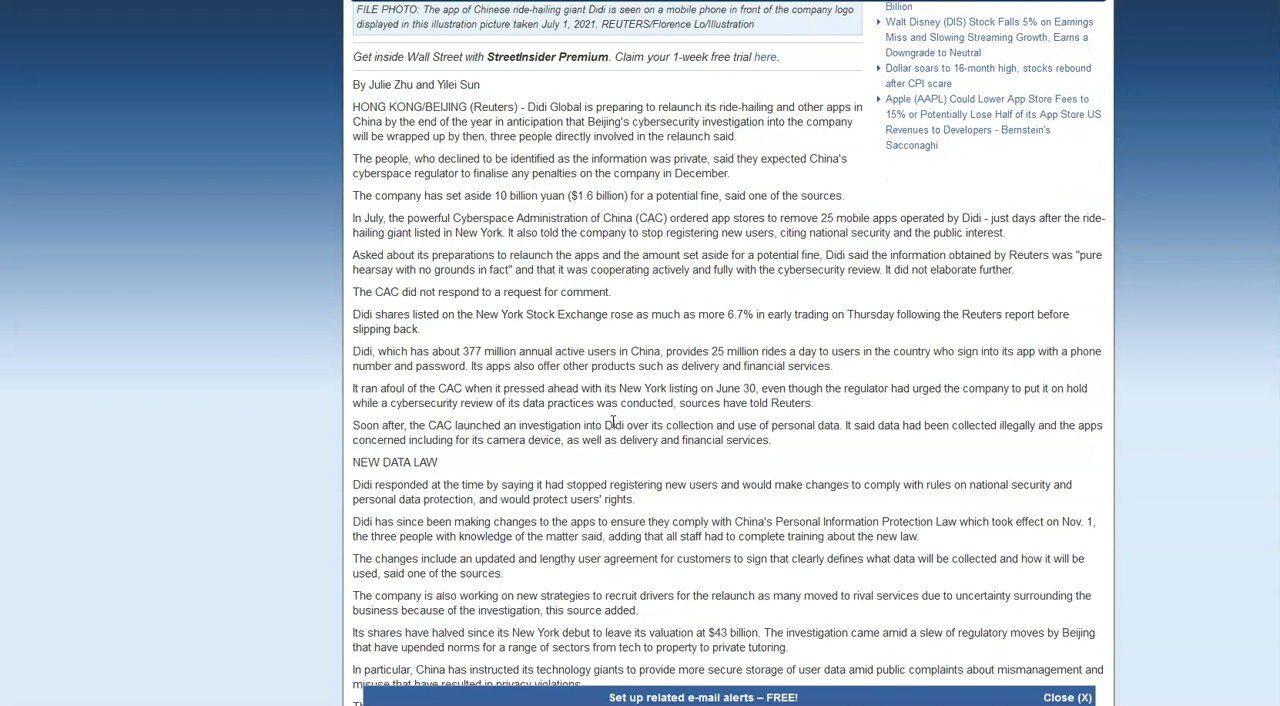 FILE PHOTO: The app of Chinese ride-hailing giant Didi is seen on a mobile phone in front of the company logo
displayed in this illustration picture taken July 1, 2021. REUTERS/Florence Lo/Illustration
Get inside Wall Street with StreetInsider Premium. Claim your 1-week free trial here.
By Julie Zhu and Yilei Sun
HONG KONG/BEIJING (Reuters) - Didi Global is preparing to relaunch its ride-hailing and other apps in
China by the end of the year in anticipation that Beijing's cybersecurity investigation into the company
will be wrapped up by then, three people directly involved in the relaunch said.
The people, who declined to be identified as the information was private, said they expected China's
cyberspace regulator to finalise any penalties on the company in December.
The company has set aside 10 billion yuan ($1.6 billion) for a potential fine, said one of the sources.
In July, the powerful Cyberspace Administration of China (CAC) ordered app stores to remove 25 mobile apps operated by Didi - just days after the ride-
hailing giant listed in New York. It also told the company to stop registering new users, citing national security and the public interest.
Asked about its preparations to relaunch the apps and the amount set aside for a potential fine, Didi said the information obtained by Reuters was "pure
hearsay with no grounds in fact" and that it was cooperating actively and fully with the cybersecurity review. It did not elaborate further.
The CAC did not respond to a request for comment.
Didi shares listed on the New York Stock Exchange rose as much as more 6.7% in early trading on Thursday following the Reuters report before
slipping back.
Didi, which has about 377 million annual active users in China, provides 25 million rides a day to users in the country who sign into its app with a phone
number and password. Its apps also offer other products such as delivery and financial services.
It ran afoul of the CAC when it pressed ahead with its New York listing on June 30, even though the regulator had urged the company to put it on hold
while a cybersecurity review of its data practices was conducted, sources have told Reuters.
Soon after, the CAC launched an investigation into Didi over its collection and use of personal data. It said data had been collected illegally and the apps
concerned including for its camera device, as well as delivery and financial services.
NEW DATA LAW
Didi responded at the time by saying it had stopped registering new users and would make changes to comply with rules on national security and
personal data protection, and would protect users' rights.
Didi has since been making changes to the apps to ensure they comply with China's Personal Information Protection Law which took effect on Nov. 1,
the three people with knowledge of the matter said, adding that all staff had to complete training about the new law.
The changes include an updated and lengthy user agreement for customers to sign that clearly defines what data will be collected and how it will be
used, said one of the sources.
The company is also working on new strategies to recruit drivers for the relaunch as many moved to rival services due to uncertainty surrounding the
business because of the investigation, this source added.
Its shares have halved since its New York debut to leave its valuation at $43 billion. The investigation came amid a slew of regulatory moves by Beijing
that have upended norms for a range of sectors from tech to property to private tutoring.
In particular, China has instructed its technology giants to provide more secure storage of user data amid public complaints about mismanagement and
misuse that have resulted in privacy violations.
Billion
Walt Disney (DIS) Stock Falls 5% on Earnings
Miss and Slowing Streaming Growth, Earns a
Downgrade to Neutral
Dollar soars to 16-month high, stocks rebound
after CPI scare
Apple (AAPL) Could Lower App Store Fees to
15% or Potentially Lose Half of its App Store US
Revenues to Developers - Bernstein's
Sacconaghi
Set up related e-mail alerts – FREE!
Close (X)